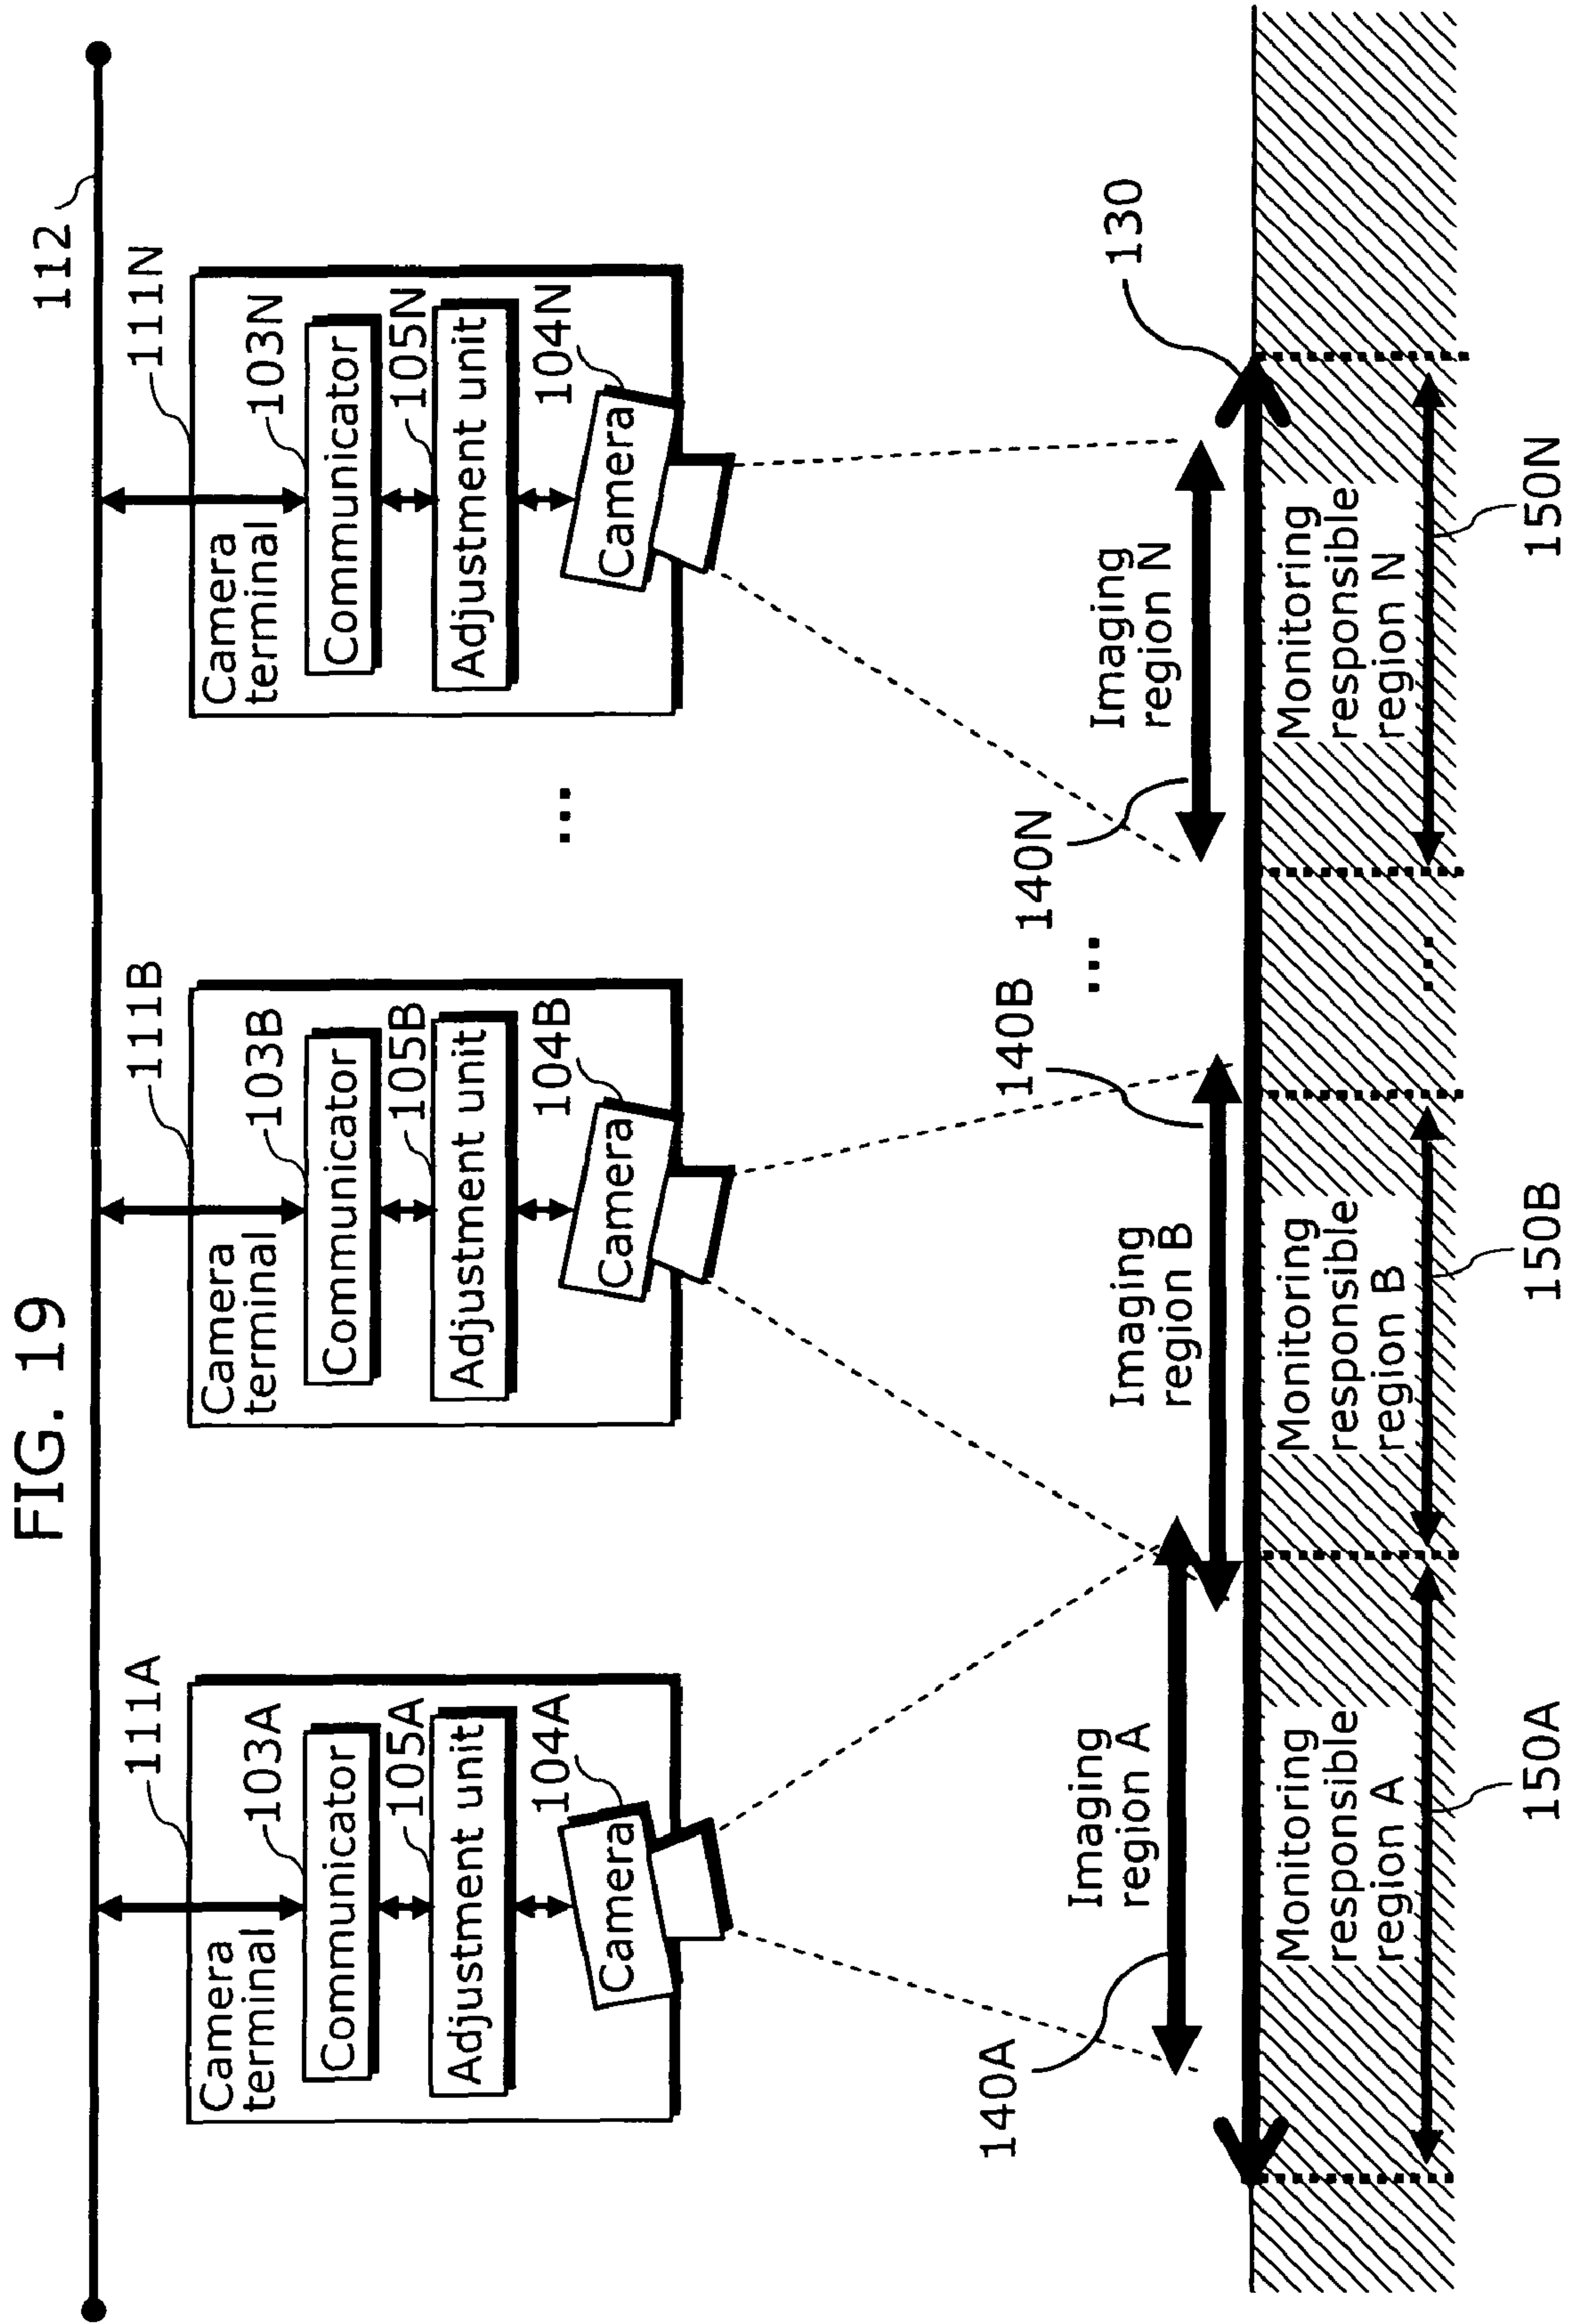 FIG. 19
112
111A
111B
111N
Camera
terminal
103A
Communicator
105A
Adjustment unit
104A
Camera
Camera
terminal
103B
Communicator
105B
Adjustment unit
104B
Camera
...
Camera
terminal
103N
Communicator
105N
Adjustment unit
104N
Camera
140A
Imaging
region A
140B
Imaging
region B
...
140N
Imaging
region N
130
Monitoring
responsible
region A
Monitoring
responsible
region B
...
Monitoring
responsible
region N
150A
150B
150N